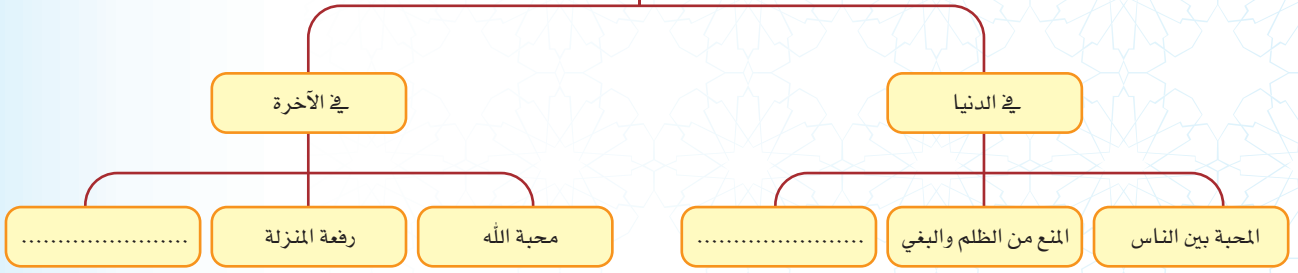 في الدنيا
في الآخرة
المحبة بين الناس
المنع من الظلم والبغي
.......................
محبة الله
رفعة المنزلة
.......................